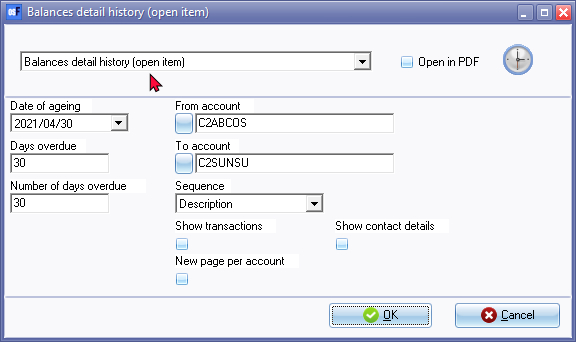 Balances detail history (open item)
Balances detail history (open item)
Open in PDF
Date of ageing
From account
2021/04/30
C2ABCOS
Days overdue
To account
30
C2SUNSU
Number of days overdue
Sequence
30
Description
Show transactions
Show contact details
New page per account
OK
Cancel